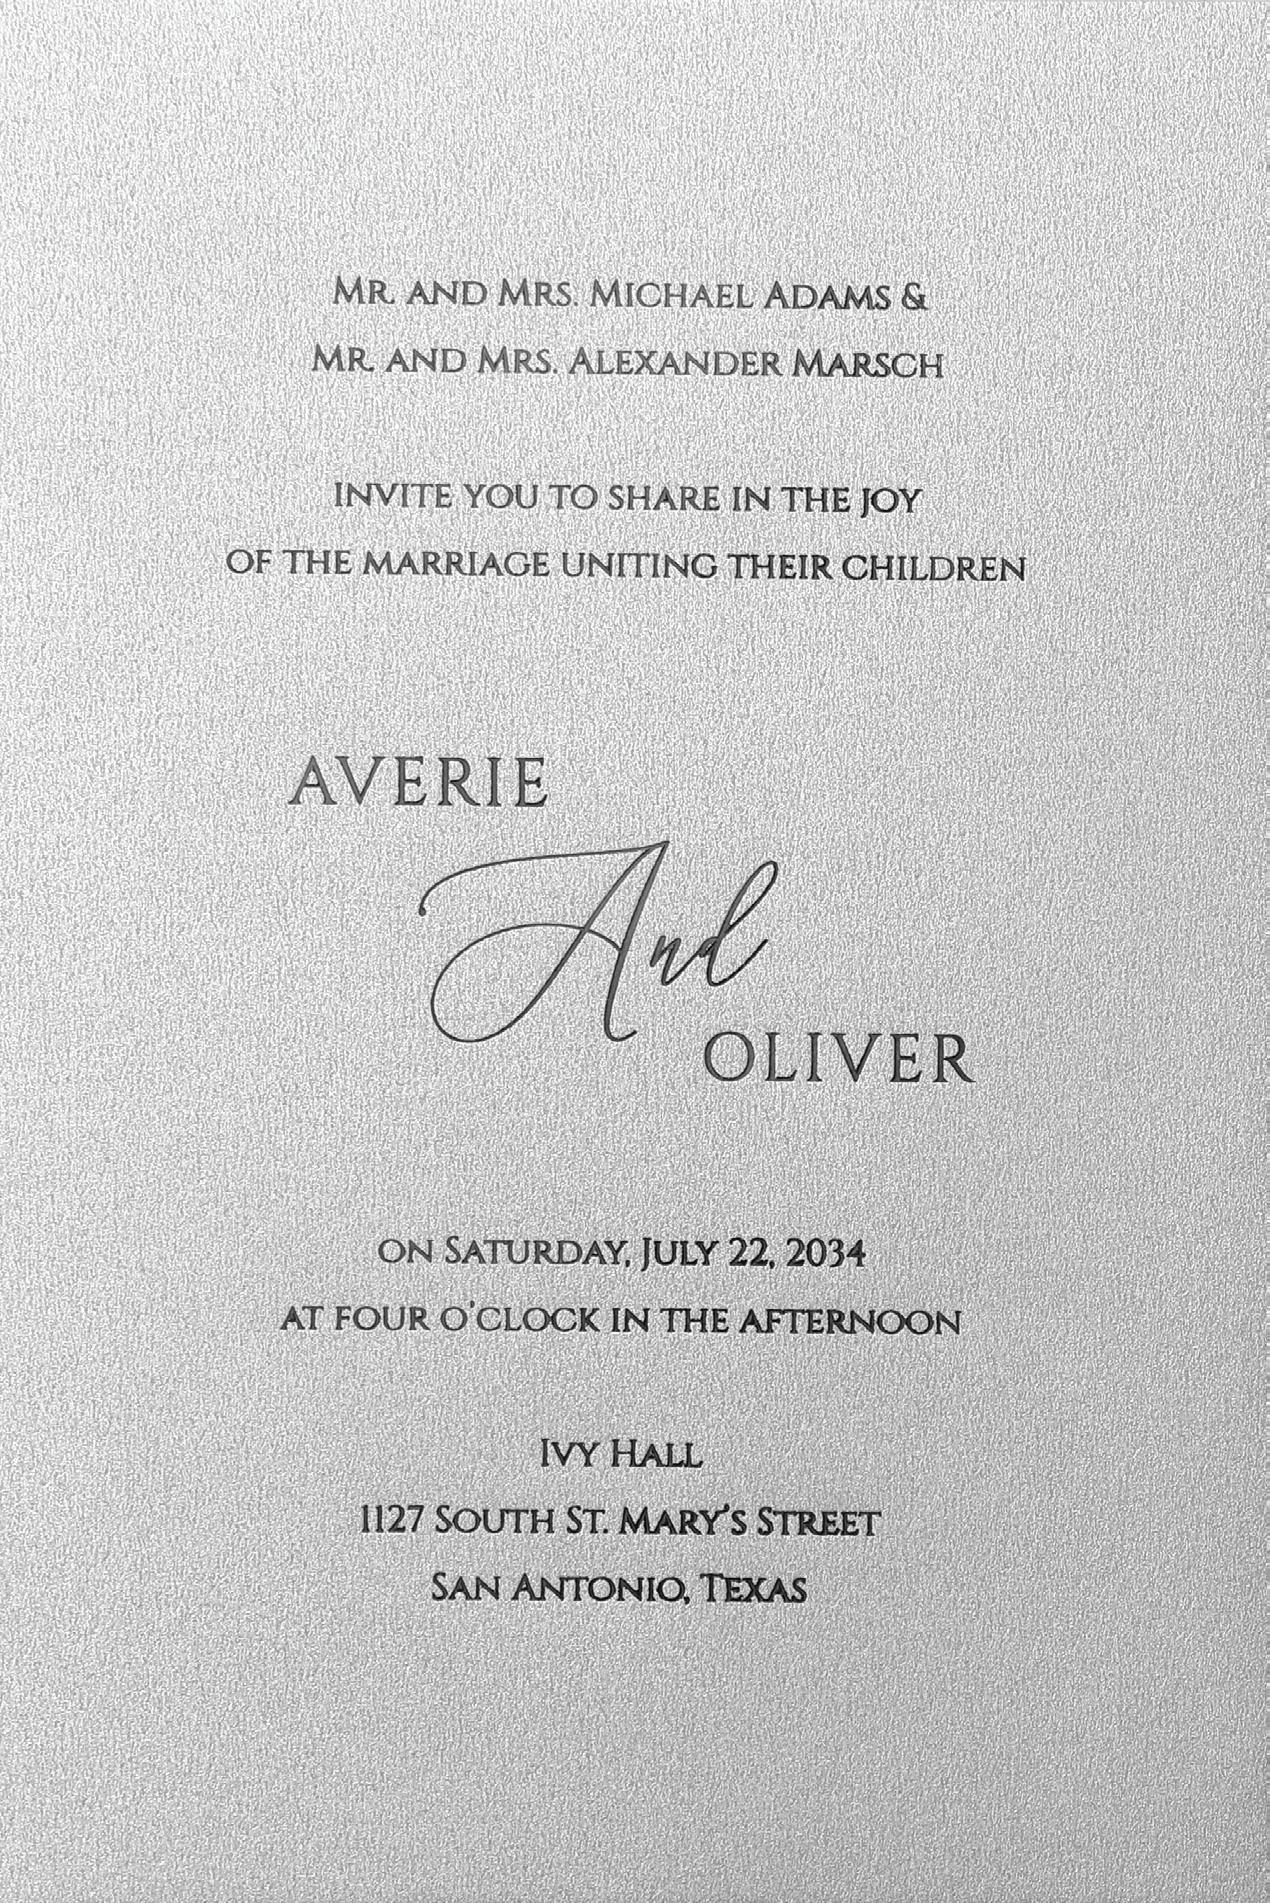 Mr. and Mrs. Michael Adams &
Mr. and Mrs. Alexander Marsch
invite you to share in the joy
of the marriage uniting their children
AVERIE
And
OLIVER
on Saturday, July 22, 2034
at four o'clock in the afternoon
Ivy Hall
1127 South St. Mary's Street
San Antonio, Texas